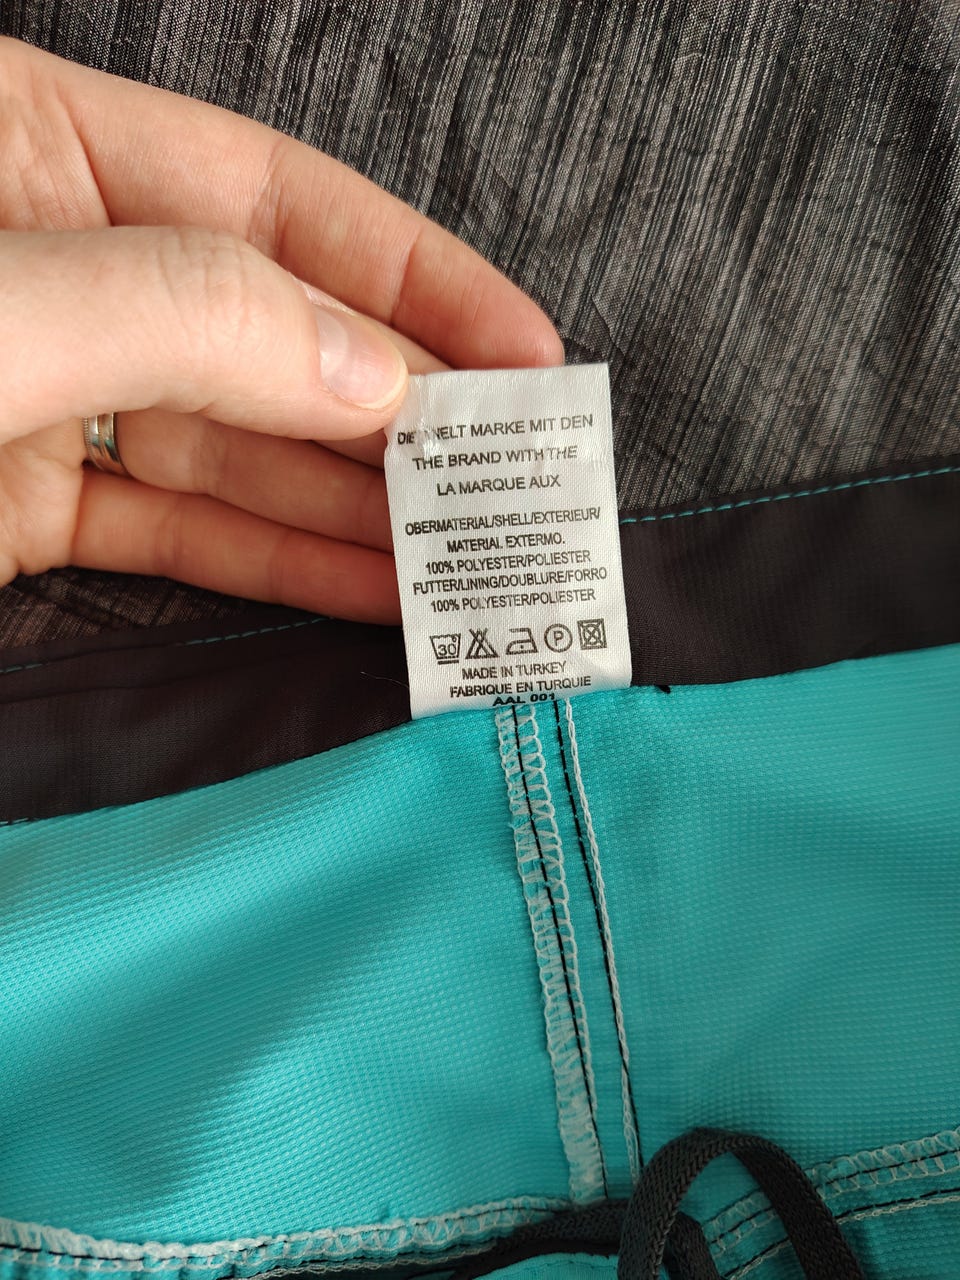 DIE WELT MARKE MIT DEN
THE BRAND WITH THE
LA MARQUE AUX
OBERMATERIAL/SHELL/EXTERIEUR/
MATERIAL EXTERMO.
100% POLYESTER/POLIESTER
FUTTER/LINING/DOUBLURE/FORRO
100% POLYESTER/POLIESTER
30 P
MADE IN TURKEY
FABRIQUE EN TURQUIE
AAL 001